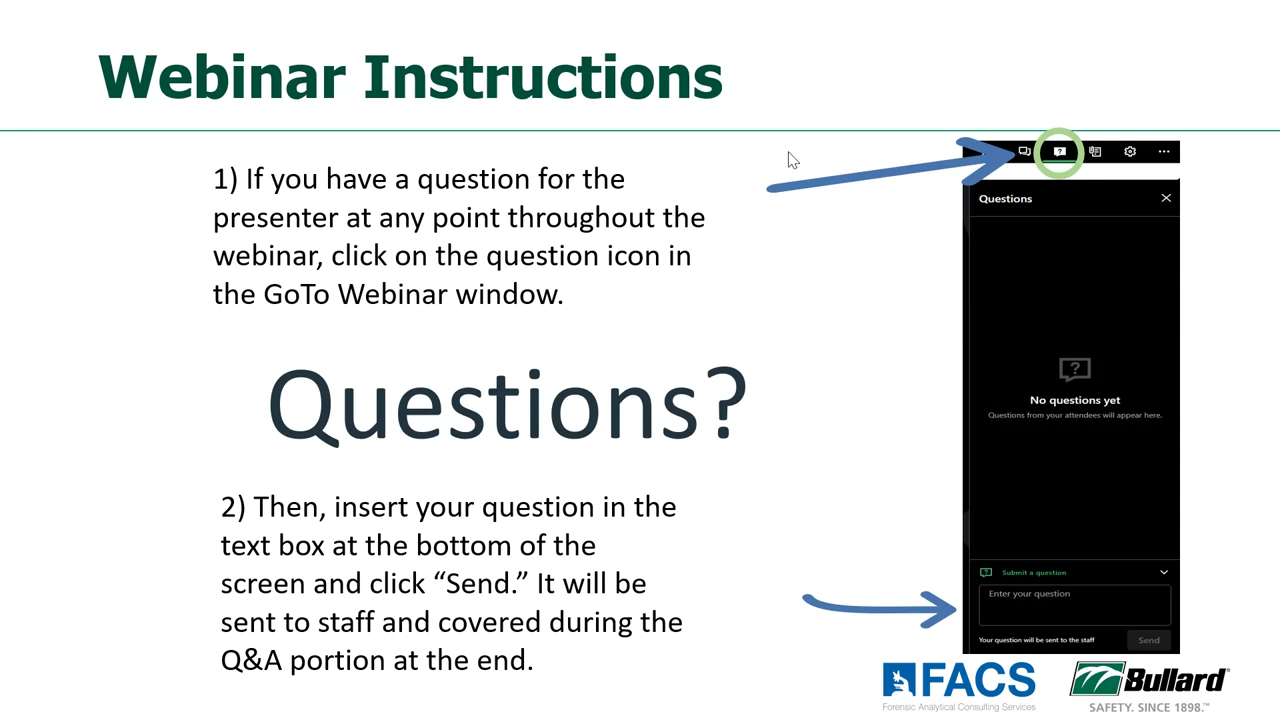 Webinar Instructions
1) If you have a question for the
presenter at any point throughout the
webinar, click on the question icon in
the GoTo Webinar window.
Questions?
2) Then, insert your question in the
text box at the bottom of the
screen and click “Send.” It will be
sent to staff and covered during the
Q&A portion at the end.
Questions
No questions yet
Questions from your attendees will appear here.
Submit a question
Enter your question
Your question will be sent to the staff
Send
FACS
Forensic Analytical Consulting Services
Bullard®
SAFETY. SINCE 1898.™